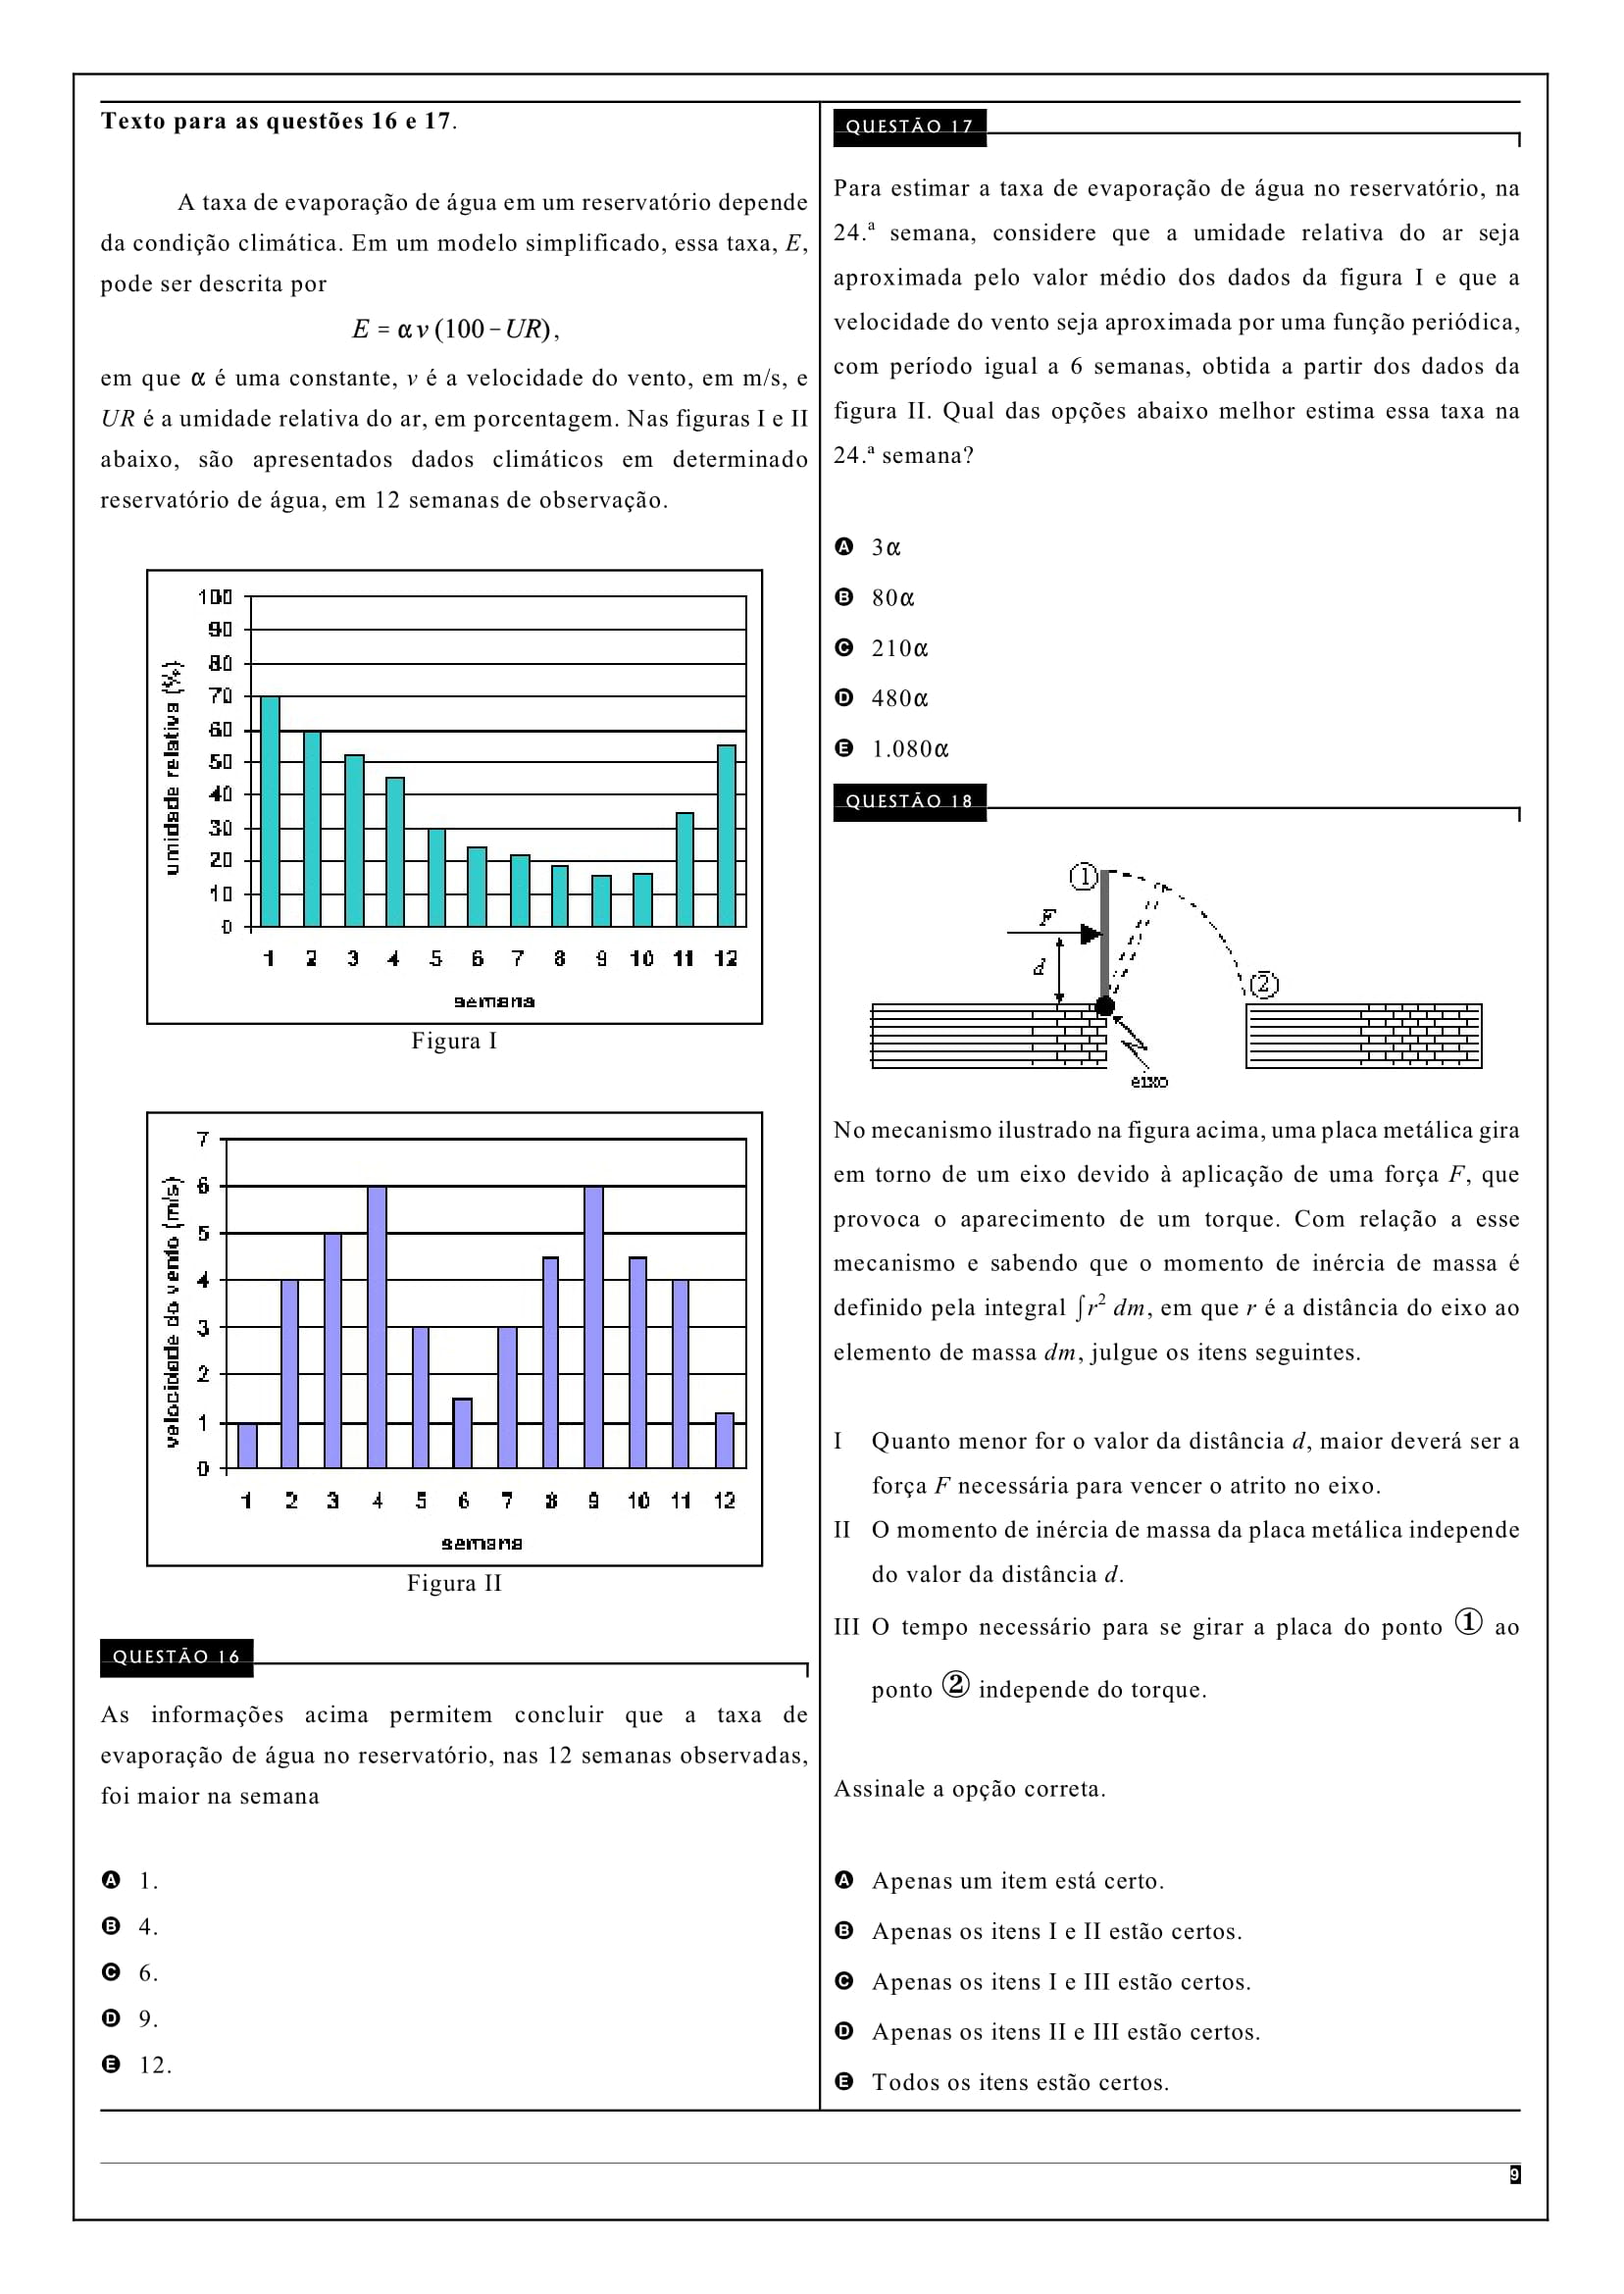 Texto para as questões 16 e 17.
A taxa de evaporação de água em um reservatório depende
da condição climática. Em um modelo simplificado, essa taxa, E,
pode ser descrita por
E = α v (100 – UR),
em que α é uma constante, v é a velocidade do vento, em m/s, e
UR é a umidade relativa do ar, em porcentagem. Nas figuras I e II
abaixo, são apresentados dados climáticos em determinado
reservatório de água, em 12 semanas de observação.
umidade relativa (%)
100
90
80
70
60
50
40
30
20
10
0
1 2 3 4 5 6 7 8 9 10 11 12
semana
Figura I
velocidade do vento (m/s)
7
6
5
4
3
2
1
0
1 2 3 4 5 6 7 8 9 10 11 12
semana
Figura II
QUESTÃO 16
As informações acima permitem concluir que a taxa de
evaporação de água no reservatório, nas 12 semanas observadas,
foi maior na semana
A 1.
B 4.
C 6.
D 9.
E 12.
QUESTÃO 17
Para estimar a taxa de evaporação de água no reservatório, na
24.ª semana, considere que a umidade relativa do ar seja
aproximada pelo valor médio dos dados da figura I e que a
velocidade do vento seja aproximada por uma função periódica,
com período igual a 6 semanas, obtida a partir dos dados da
figura II. Qual das opções abaixo melhor estima essa taxa na
24.ª semana?
A 3α
B 80α
C 210α
D 480α
E 1.080α
QUESTÃO 18
1
F
d
2
eixo
No mecanismo ilustrado na figura acima, uma placa metálica gira
em torno de um eixo devido à aplicação de uma força F, que
provoca o aparecimento de um torque. Com relação a esse
mecanismo e sabendo que o momento de inércia de massa é
definido pela integral ∫r² dm, em que r é a distância do eixo ao
elemento de massa dm, julgue os itens seguintes.
I Quanto menor for o valor da distância d, maior deverá ser a
força F necessária para vencer o atrito no eixo.
II O momento de inércia de massa da placa metálica independe
do valor da distância d.
III O tempo necessário para se girar a placa do ponto ① ao
ponto ② independe do torque.
Assinale a opção correta.
A Apenas um item está certo.
B Apenas os itens I e II estão certos.
C Apenas os itens I e III estão certos.
D Apenas os itens II e III estão certos.
E Todos os itens estão certos.
9